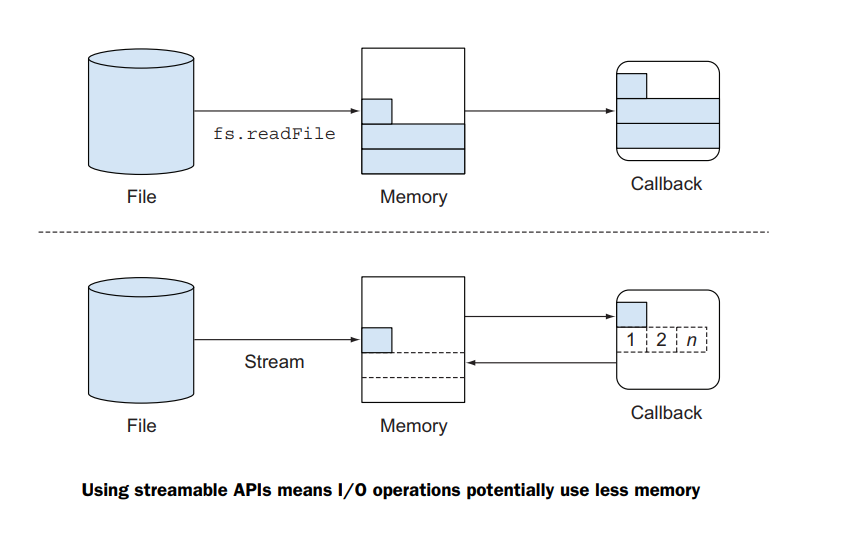 fs.readFile
File
Memory
Callback
Stream
1 2 n
File
Memory
Callback
Using streamable APIs means I/O operations potentially use less memory